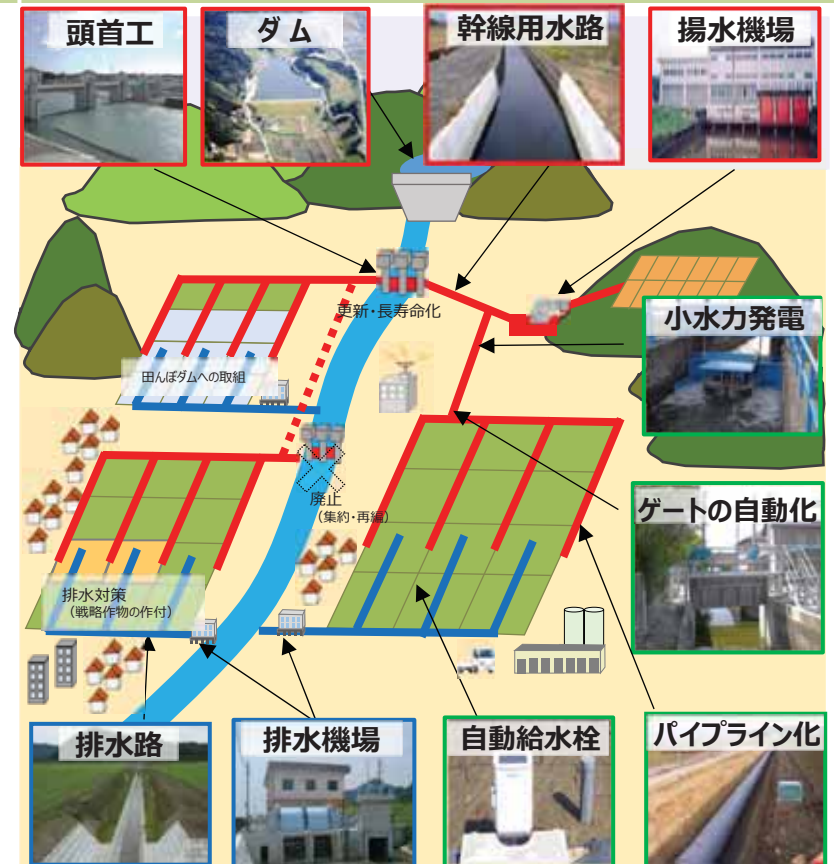 頭首工
ダム
幹線用水路
揚水機場
更新・長寿命化
小水力発電
田んぼダムへの取組
廃止
(集約・再編)
ゲートの自動化
排水対策
(戦略作物の作付)
排水路
排水機場
自動給水栓
パイプライン化